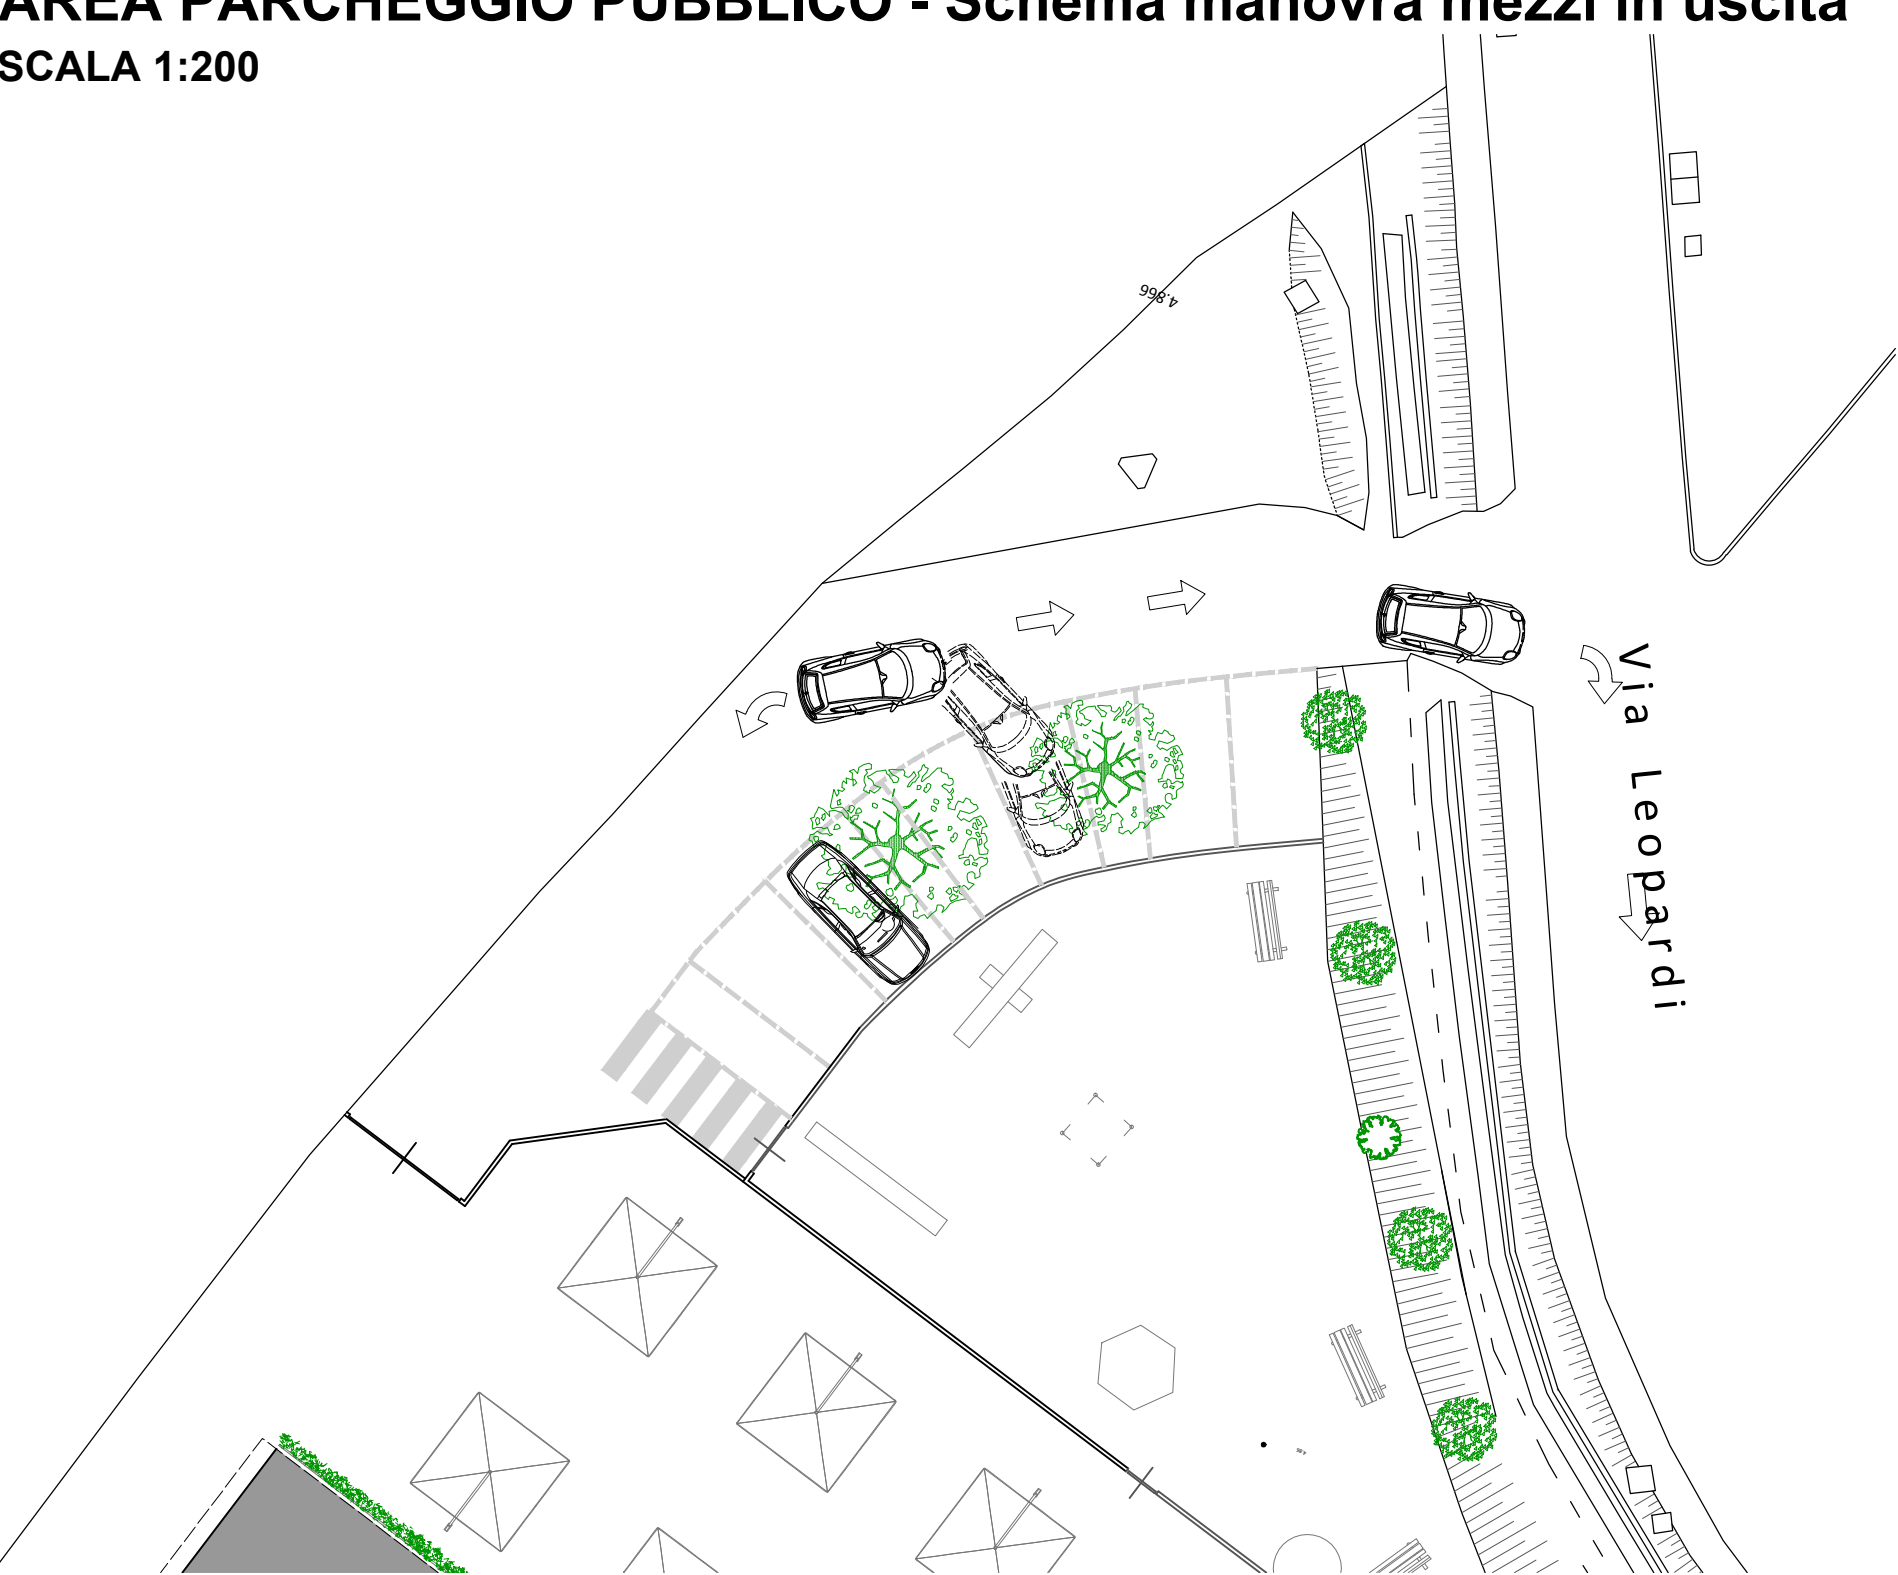 AREA PARCHEGGIO PUBBLICO - Schema manovra mezzi in uscita
SCALA 1:200
4.866
Via Leopardi